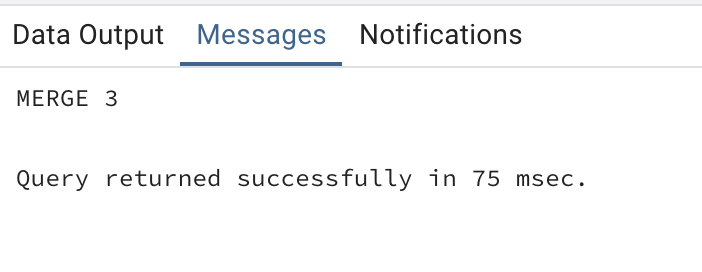 Data Output Messages Notifications
MERGE 3
Query returned successfully in 75 msec.